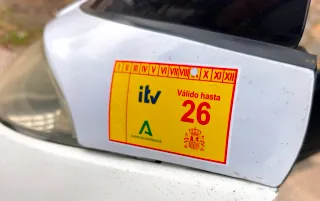 I II III IV V VI VII VIII X XI XII
itv
Válido hasta
26